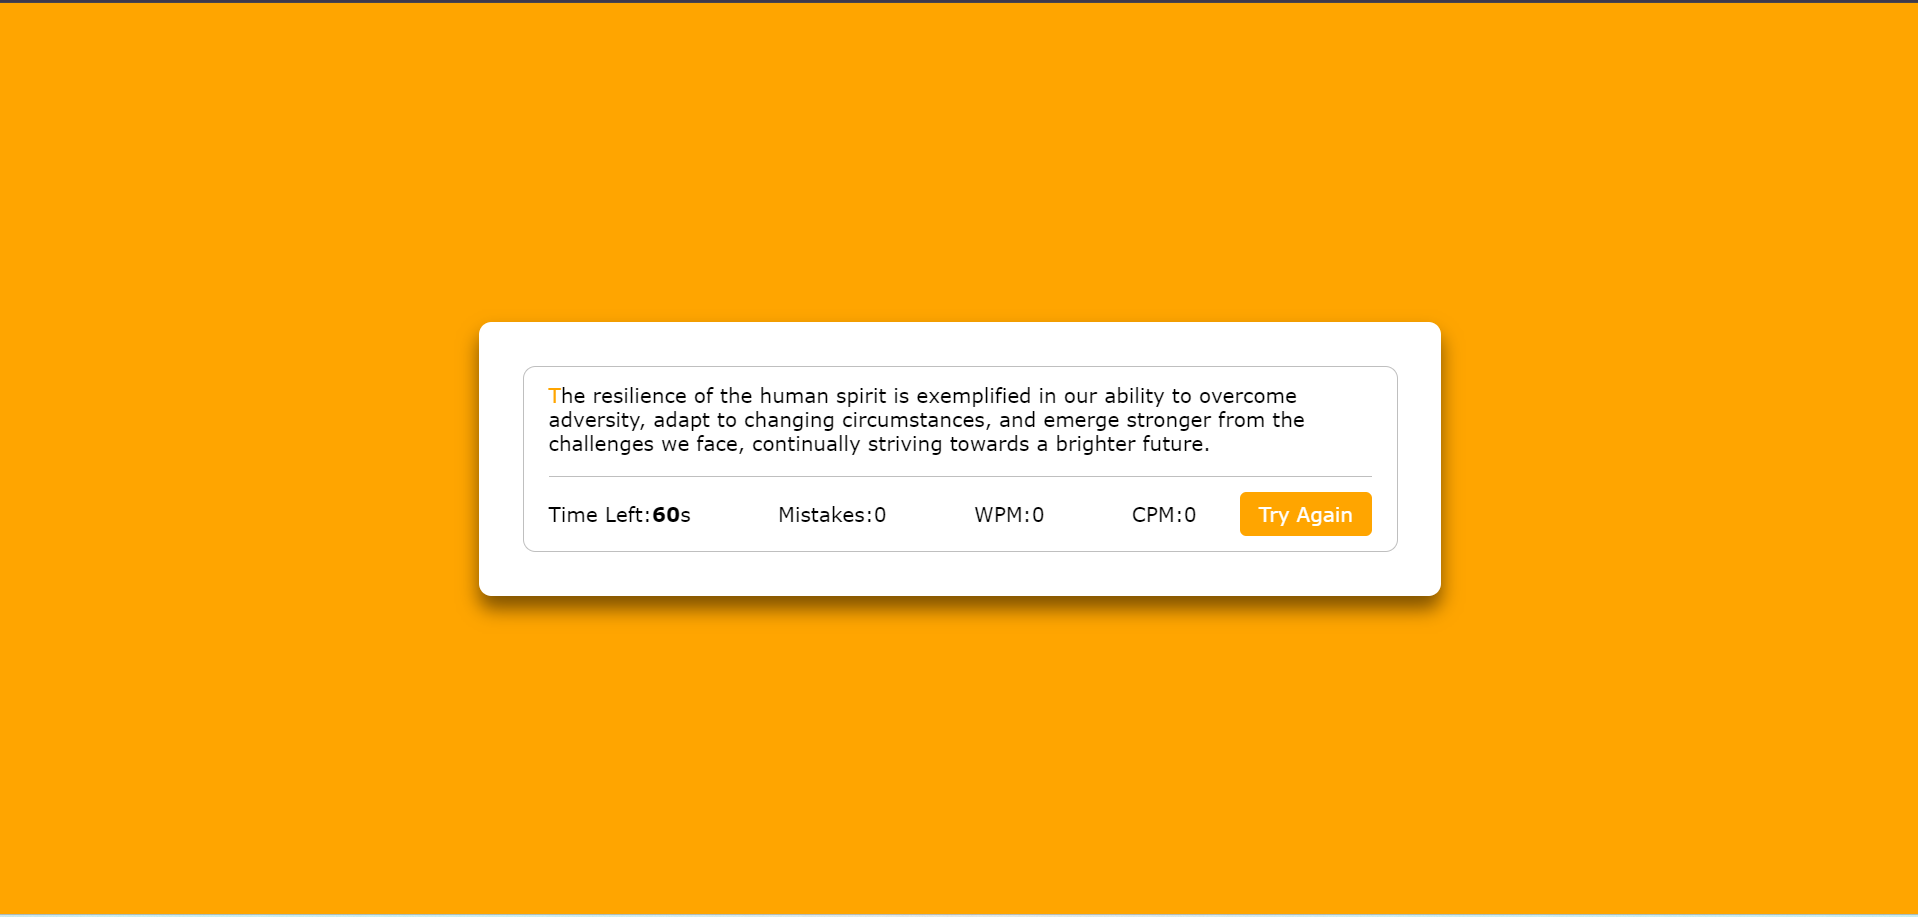 The resilience of the human spirit is exemplified in our ability to overcome
adversity, adapt to changing circumstances, and emerge stronger from the
challenges we face, continually striving towards a brighter future.
Time Left:60s Mistakes:0 WPM:0 CPM:0 Try Again